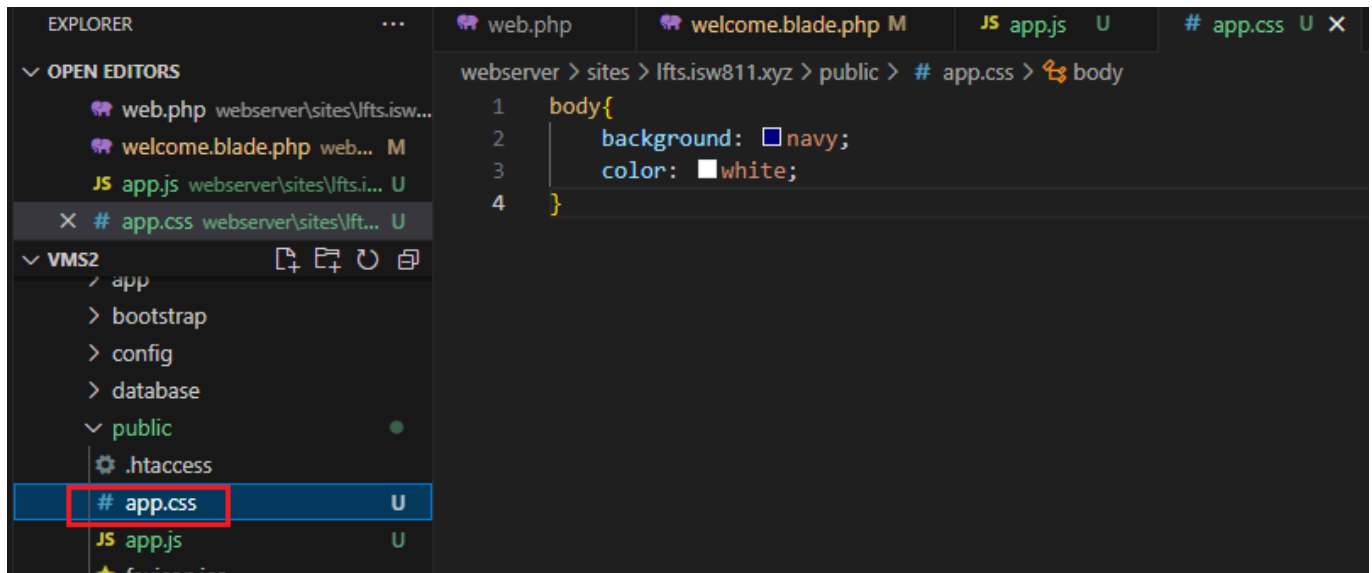 EXPLORER ...
OPEN EDITORS
web.php webserver\sites\lfts.isw...
welcome.blade.php web... M
JS app.js webserver\sites\lfts.i... U
# app.css webserver\sites\lft... U
VMS2
app
bootstrap
config
database
public
.htaccess
# app.css U
JS app.js U
web.php
welcome.blade.php M
JS app.js U
# app.css U
webserver > sites > lfts.isw811.xyz > public > # app.css > body
1 body{
2 background: navy;
3 color: white;
4 }